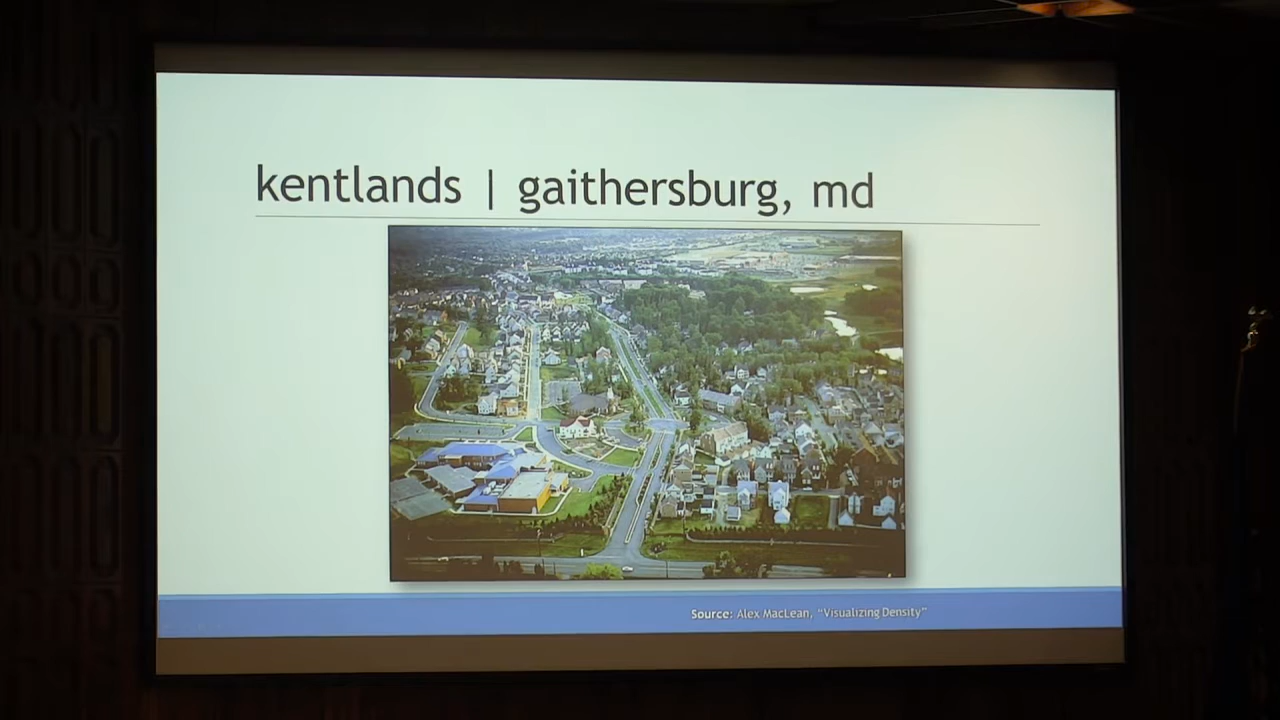 kentlands | gaithersburg, md
Source: Alex MacLean, “Visualizing Density”